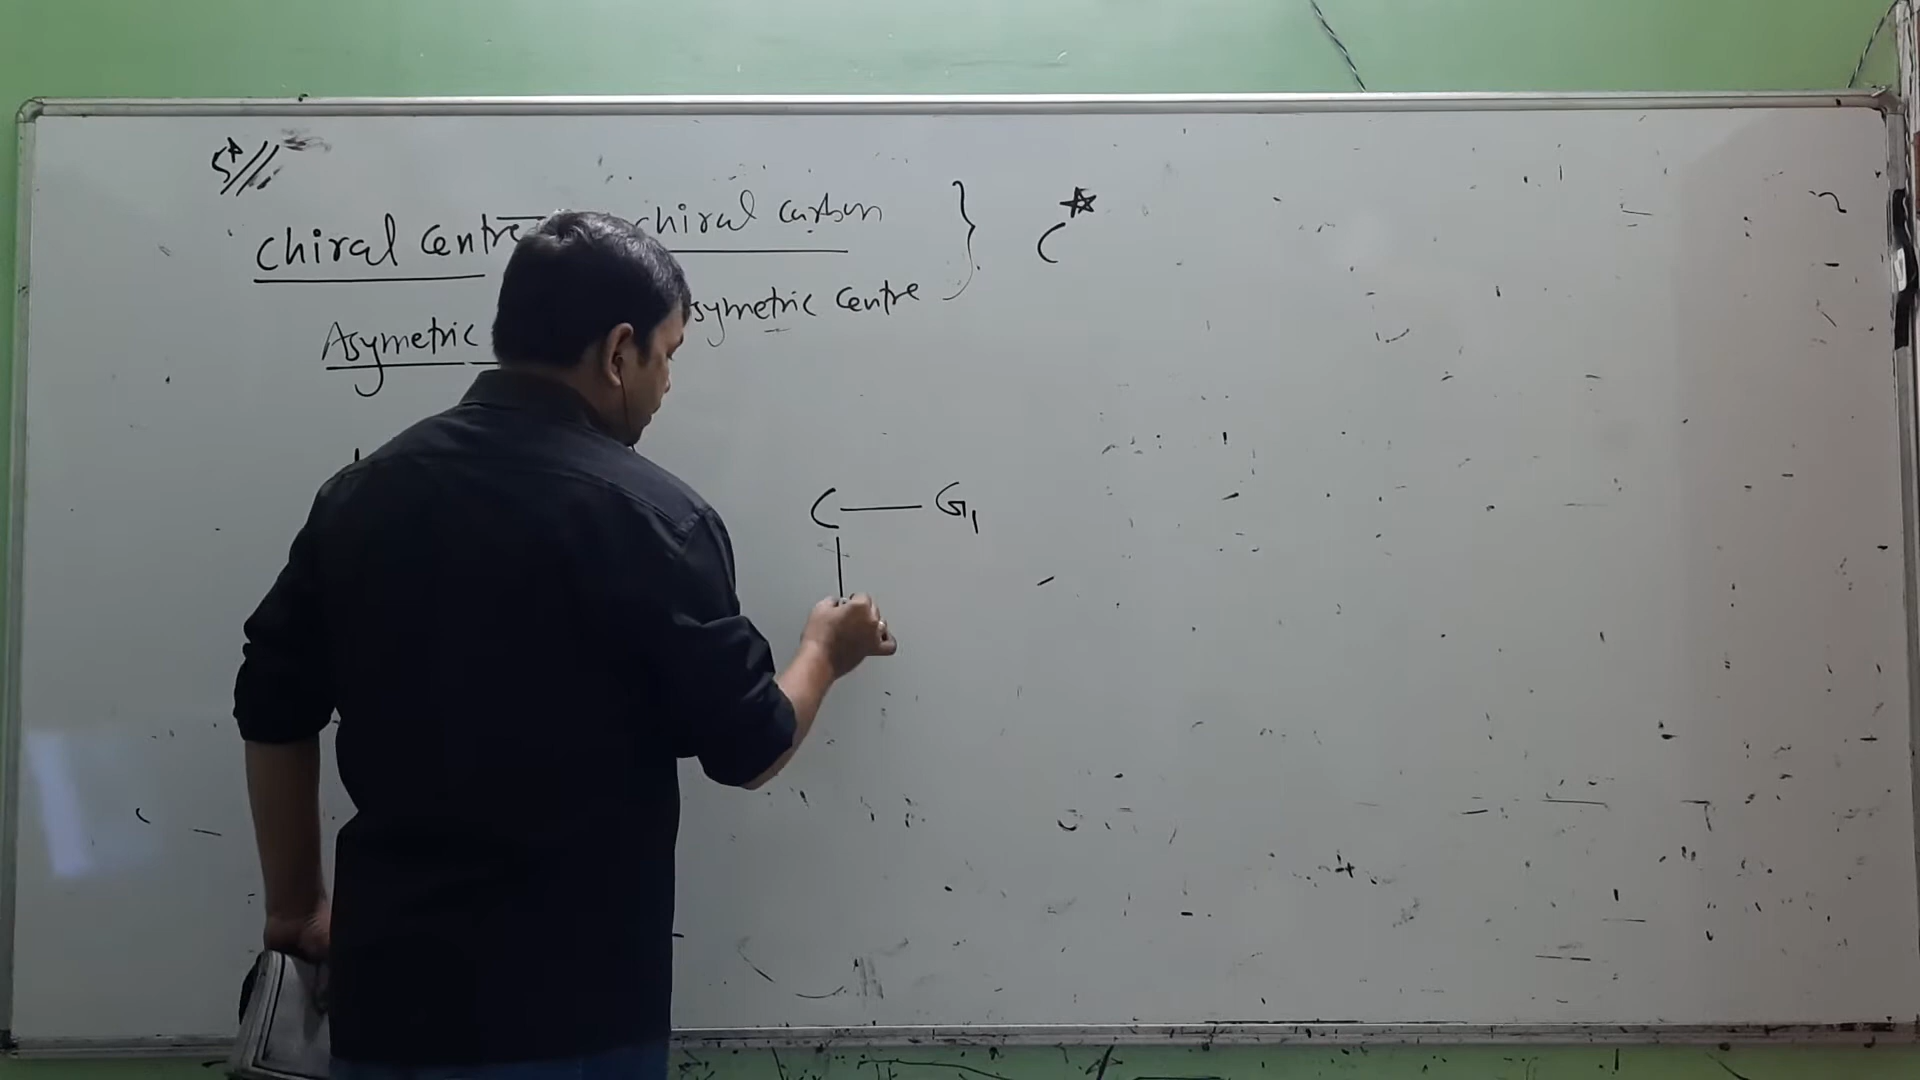 Chiral Centre chiral carbon } C*
Asymetric symetric Centre
C — G1